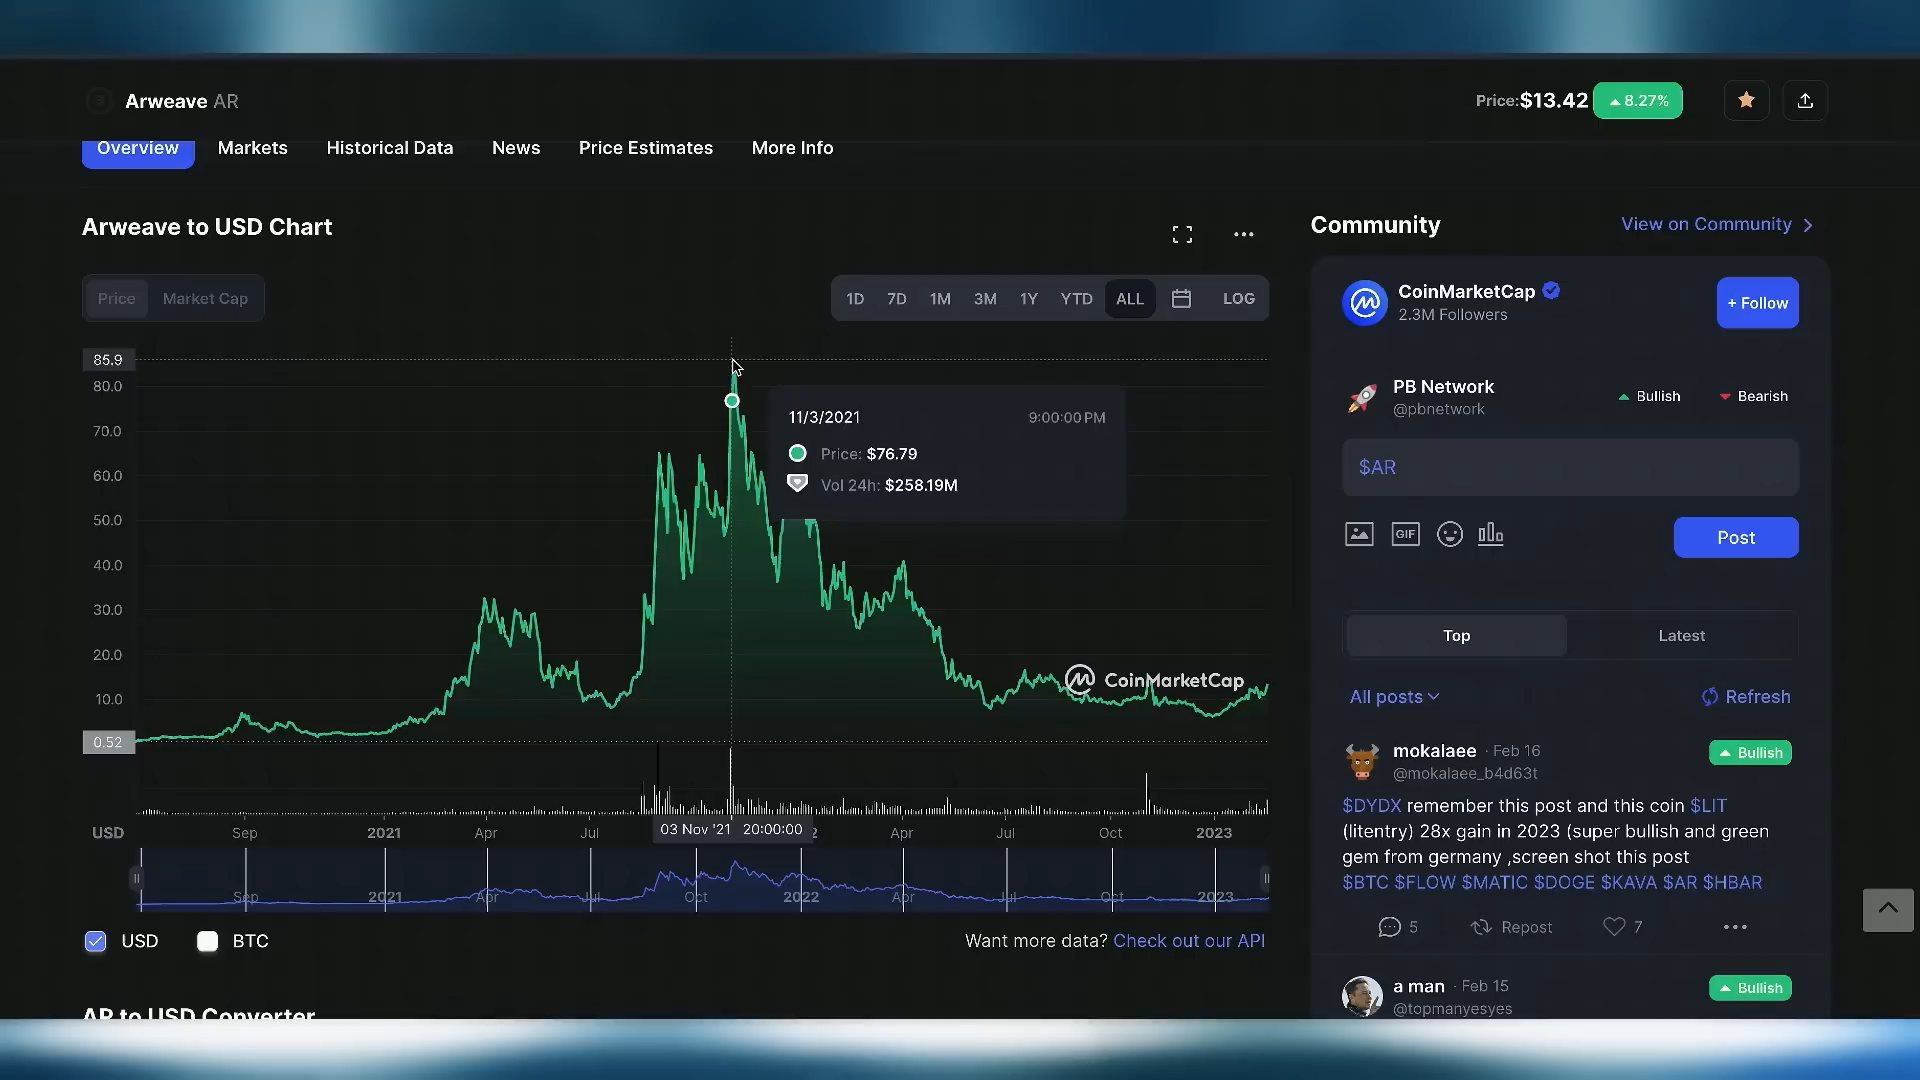 Arweave AR
Price:$13.42 8.27%
Overview Markets Historical Data News Price Estimates More Info
Arweave to USD Chart
Price Market Cap
1D 7D 1M 3M 1Y YTD ALL LOG
85.9
80.0
70.0
60.0
50.0
40.0
30.0
20.0
10.0
0.52
11/3/2021 9:00:00 PM
Price: $76.79
Vol 24h: $258.19M
CoinMarketCap
USD Sep 2021 Apr Jul 03 Nov '21 20:00:00 2 Apr Jul Oct 2023
Sep 2021 Apr Jul Oct 2022 Apr Jul Oct 2023
USD BTC
Want more data? Check out our API
AR to USD Converter
Community View on Community
CoinMarketCap
2.3M Followers
+ Follow
PB Network
@pbnetwork
Bullish Bearish
$AR
GIF
Post
Top Latest
All posts Refresh
mokalaee · Feb 16
@mokalaee_b4d63t
Bullish
$DYDX remember this post and this coin $LIT
(litentry) 28x gain in 2023 (super bullish and green
gem from germany ,screen shot this post
$BTC $FLOW $MATIC $DOGE $KAVA $AR $HBAR
5 Repost 7
a man · Feb 15
@topmanyesyes
Bullish